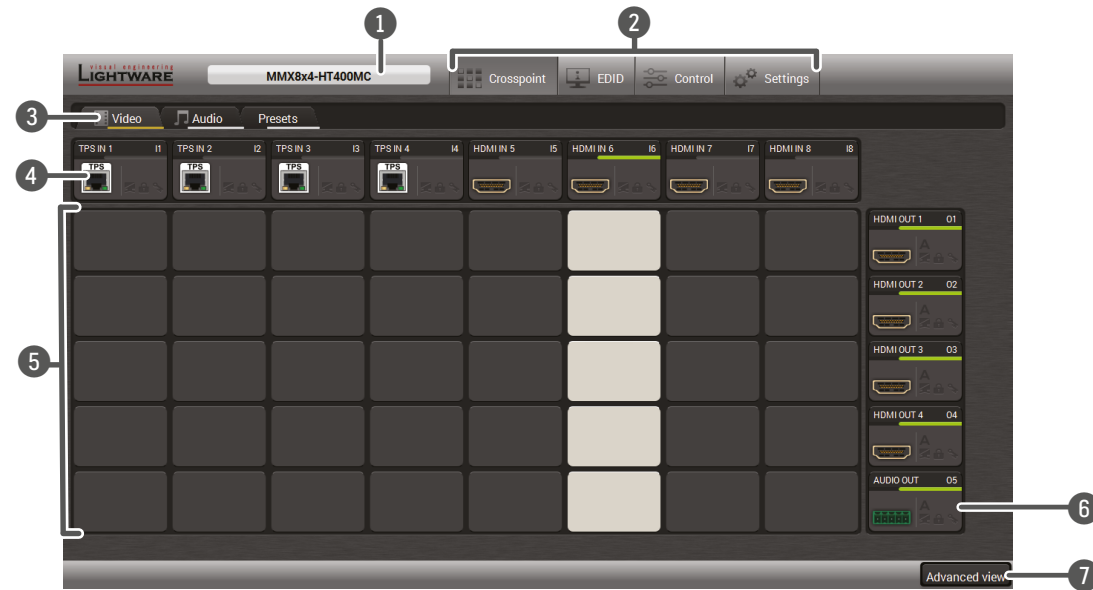 1
2
visual engineering
LIGHTWARE
MMX8x4-HT400MC
Crosspoint
EDID
Control
Settings
3
Video
Audio
Presets
TPS IN 1 I1
TPS IN 2 I2
TPS IN 3 I3
TPS IN 4 I4
HDMI IN 5 I5
HDMI IN 6 I6
HDMI IN 7 I7
HDMI IN 8 I8
4
TPS
TPS
TPS
TPS
5
HDMI OUT 1 O1
A
HDMI OUT 2 O2
A
HDMI OUT 3 O3
A
HDMI OUT 4 O4
A
AUDIO OUT O5
A
6
Advanced view
7